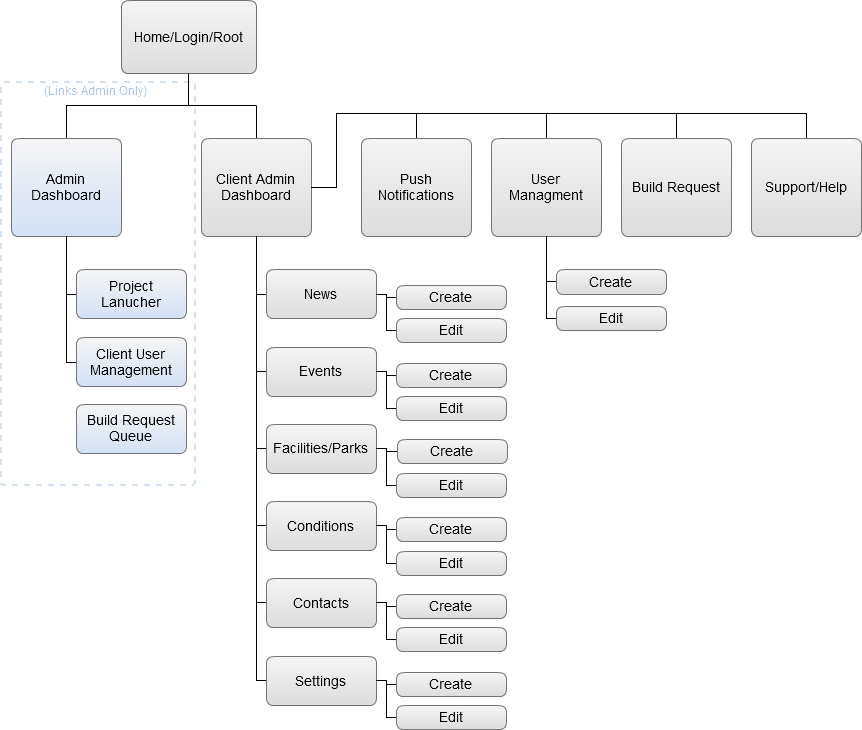 Home/Login/Root
(Links Admin Only)
Admin
Dashboard
Client Admin
Dashboard
Push
Notifications
User
Managment
Build Request
Support/Help
Project
Lanucher
Client User
Management
Build Request
Queue
News
Create
Edit
Events
Create
Edit
Facilities/Parks
Create
Edit
Conditions
Create
Edit
Contacts
Create
Edit
Settings
Create
Edit
Create
Edit